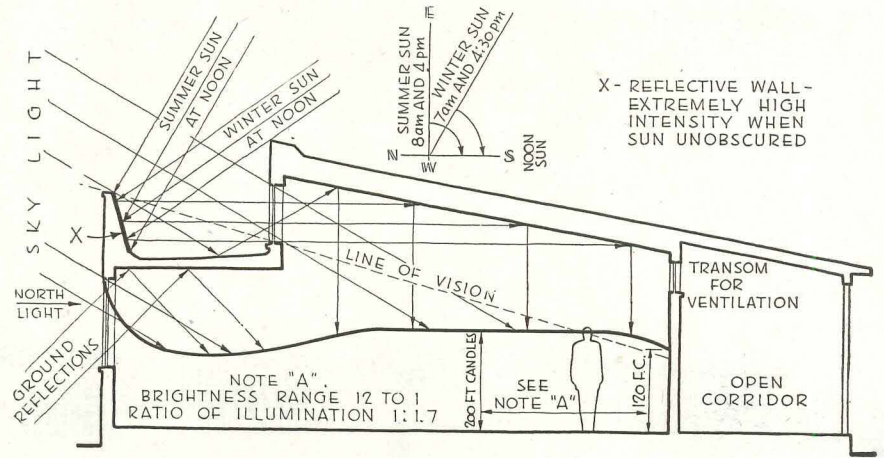 SKY LIGHT
SUMMER SUN
AT NOON
WINTER SUN
AT NOON
E
SUMMER SUN
8am AND 4pm
WINTER SUN
7am AND 4:30pm
N
S
W
NOON
SUN
X - REFLECTIVE WALL -
EXTREMELY HIGH
INTENSITY WHEN
SUN UNOBSCURED
X
LINE OF VISION
TRANSOM
FOR
VENTILATION
NORTH
LIGHT
GROUND
REFLECTIONS
NOTE "A".
BRIGHTNESS RANGE 12 TO 1
RATIO OF ILLUMINATION 1:1.7
200 FT CANDLES
SEE
NOTE "A"
120 F.C.
OPEN
CORRIDOR